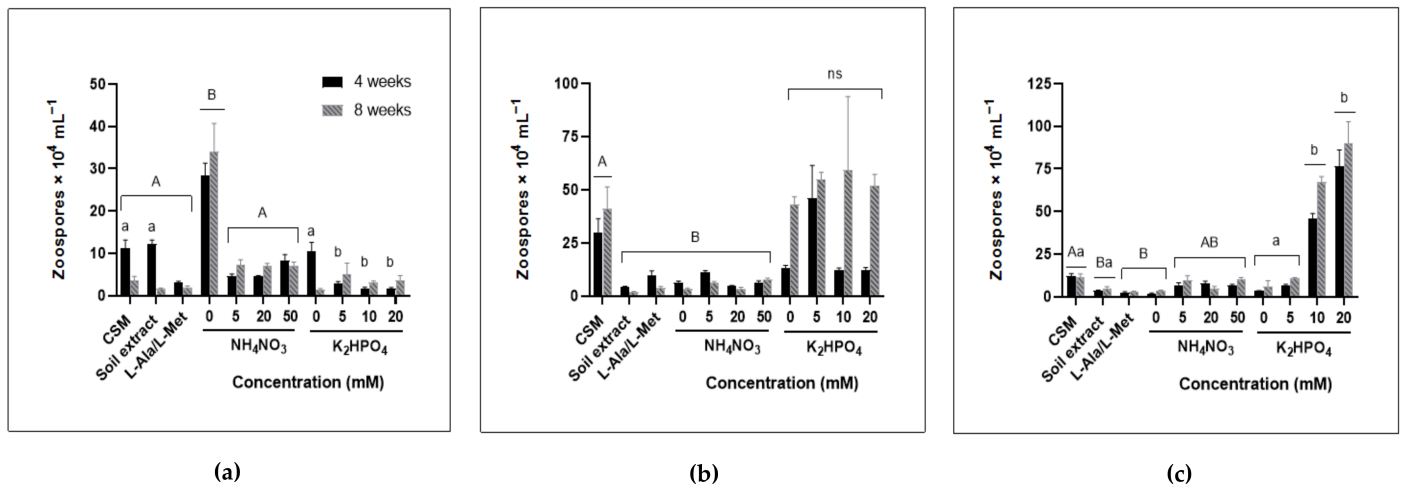 50
40
30
20
10
0
Zoospores × 10⁴ mL⁻¹
4 weeks
8 weeks
A
B
A
a
a
a
b
b
b
CSM
Soil extract
L-Ala/L-Met
0 5 20 50 0 5 10 20
NH₄NO₃ K₂HPO₄
Concentration (mM)
(a)
100
75
50
25
0
Zoospores × 10⁴ mL⁻¹
A
B
ns
CSM
Soil extract
L-Ala/L-Met
0 5 20 50 0 5 10 20
NH₄NO₃ K₂HPO₄
Concentration (mM)
(b)
125
100
75
50
25
0
Zoospores × 10⁴ mL⁻¹
Aa
Ba
B
AB
a
b
b
CSM
Soil extract
L-Ala/L-Met
0 5 20 50 0 5 10 20
NH₄NO₃ K₂HPO₄
Concentration (mM)
(c)